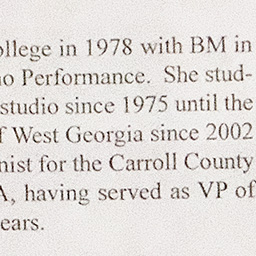 ollege in 1978 with BM in
no Performance. She stud-
studio since 1975 until the
f West Georgia since 2002
nist for the Carroll County
A, having served as VP of
ears.